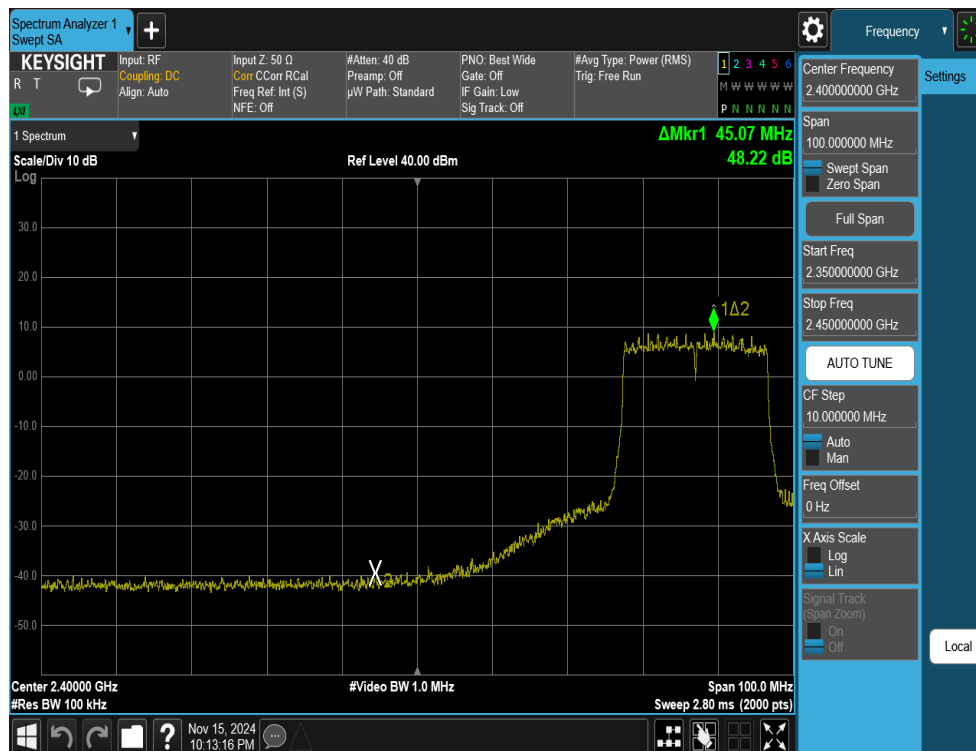 Spectrum Analyzer 1
Swept SA
Frequency
KEYSIGHT
R T
LXI
Input: RF
Coupling: DC
Align: Auto
Input Z: 50 Ω
Corr CCorr RCal
Freq Ref: Int (S)
NFE: Off
#Atten: 40 dB
Preamp: Off
µW Path: Standard
PNO: Best Wide
Gate: Off
IF Gain: Low
Sig Track: Off
#Avg Type: Power (RMS)
Trig: Free Run
1 2 3 4 5 6
M W W W W W
P N N N N N
1 Spectrum
Scale/Div 10 dB
Log
Ref Level 40.00 dBm
ΔMkr1 45.07 MHz
48.22 dB
30.0
20.0
10.0
0.00
-10.0
-20.0
-30.0
-40.0
-50.0
1Δ2
X2
Center 2.40000 GHz
#Res BW 100 kHz
#Video BW 1.0 MHz
Span 100.0 MHz
Sweep 2.80 ms (2000 pts)
Center Frequency
2.400000000 GHz
Settings
Span
100.000000 MHz
Swept Span
Zero Span
Full Span
Start Freq
2.350000000 GHz
Stop Freq
2.450000000 GHz
AUTO TUNE
CF Step
10.000000 MHz
Auto
Man
Freq Offset
0 Hz
X Axis Scale
Log
Lin
Signal Track
(Span Zoom)
On
Off
Local
?
Nov 15, 2024
10:13:16 PM